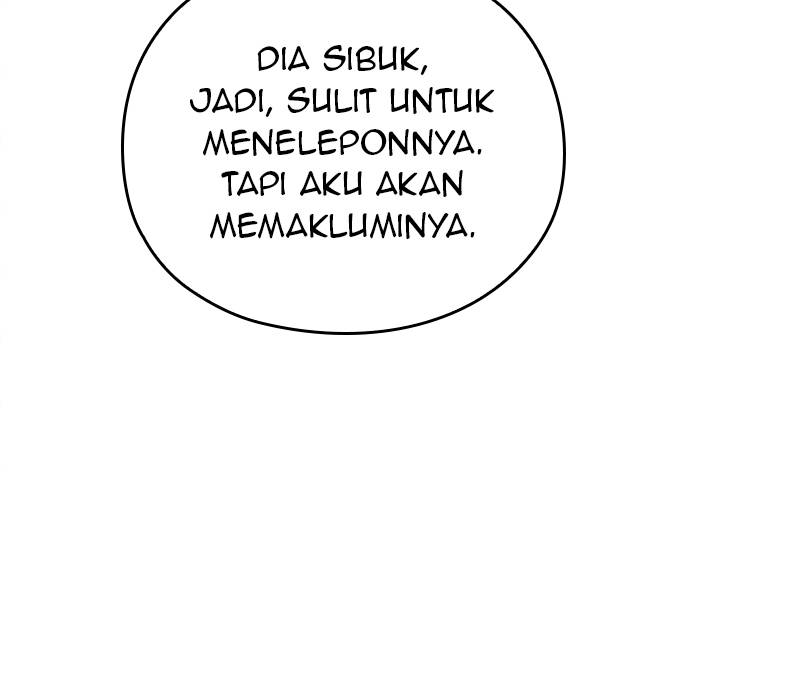 DIA SIBUK,
JADI, SULIT UNTUK
MENELEPONNYA.
TAPI AKU AKAN
MEMAKLUMINYA.